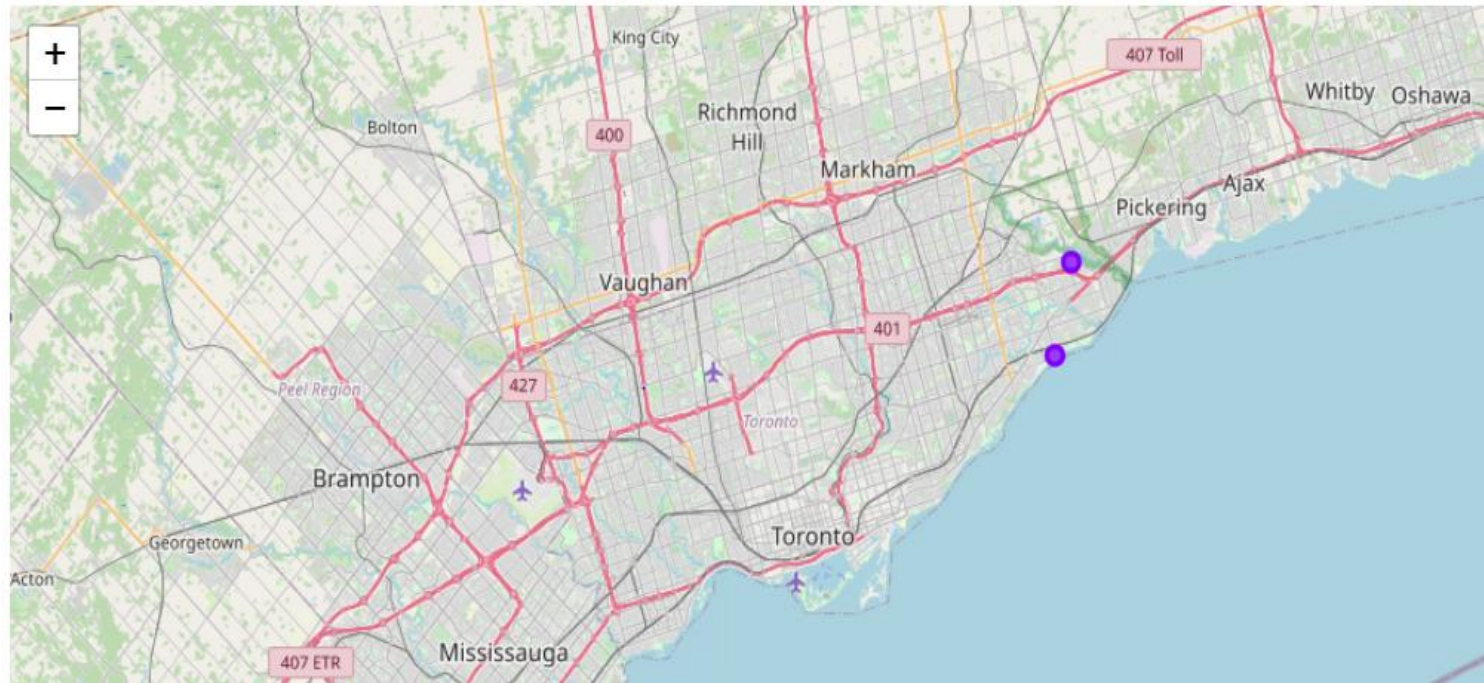 +
−
King City
407 Toll
Whitby
Oshawa
Richmond
Hill
Bolton
400
Markham
Ajax
Pickering
Vaughan
401
Peel Region
427
Toronto
Brampton
Toronto
Georgetown
Acton
Mississauga
407 ETR